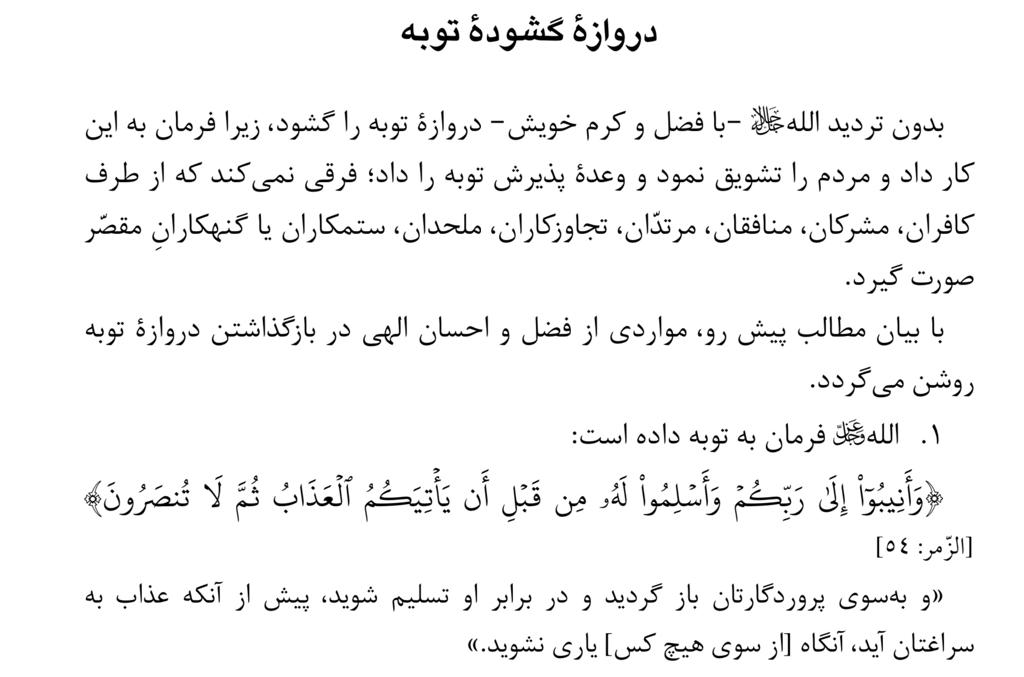 دروازهٔ گشودهٔ توبه
بدون تردید اللهﷻ -با فضل و کرم خویش- دروازهٔ توبه را گشود، زیرا فرمان به این
کار داد و مردم را تشویق نمود و وعدهٔ پذیرش توبه را داد؛ فرقی نمی‌کند که از طرف
کافران، مشرکان، منافقان، مرتدّان، تجاوزکاران، ملحدان، ستمکاران یا گنهکارانِ مقصّر
صورت گیرد.
با بیان مطالب پیش رو، مواردی از فضل و احسان الهی در بازگذاشتن دروازهٔ توبه
روشن می‌گردد.
۱. اللهعزوجل فرمان به توبه داده است:
﴿وَأَنِيبُوٓاْ إِلَىٰ رَبِّكُمۡ وَأَسۡلِمُواْ لَهُۥ مِن قَبۡلِ أَن يَأۡتِيَكُمُ ٱلۡعَذَابُ ثُمَّ لَا تُنصَرُونَ﴾
[الزّمر: ٥٤]
«و به‌سوی پروردگارتان باز گردید و در برابر او تسلیم شوید، پیش از آنکه عذاب به
سراغتان آید، آنگاه [از سوی هیچ کس] یاری نشوید.»